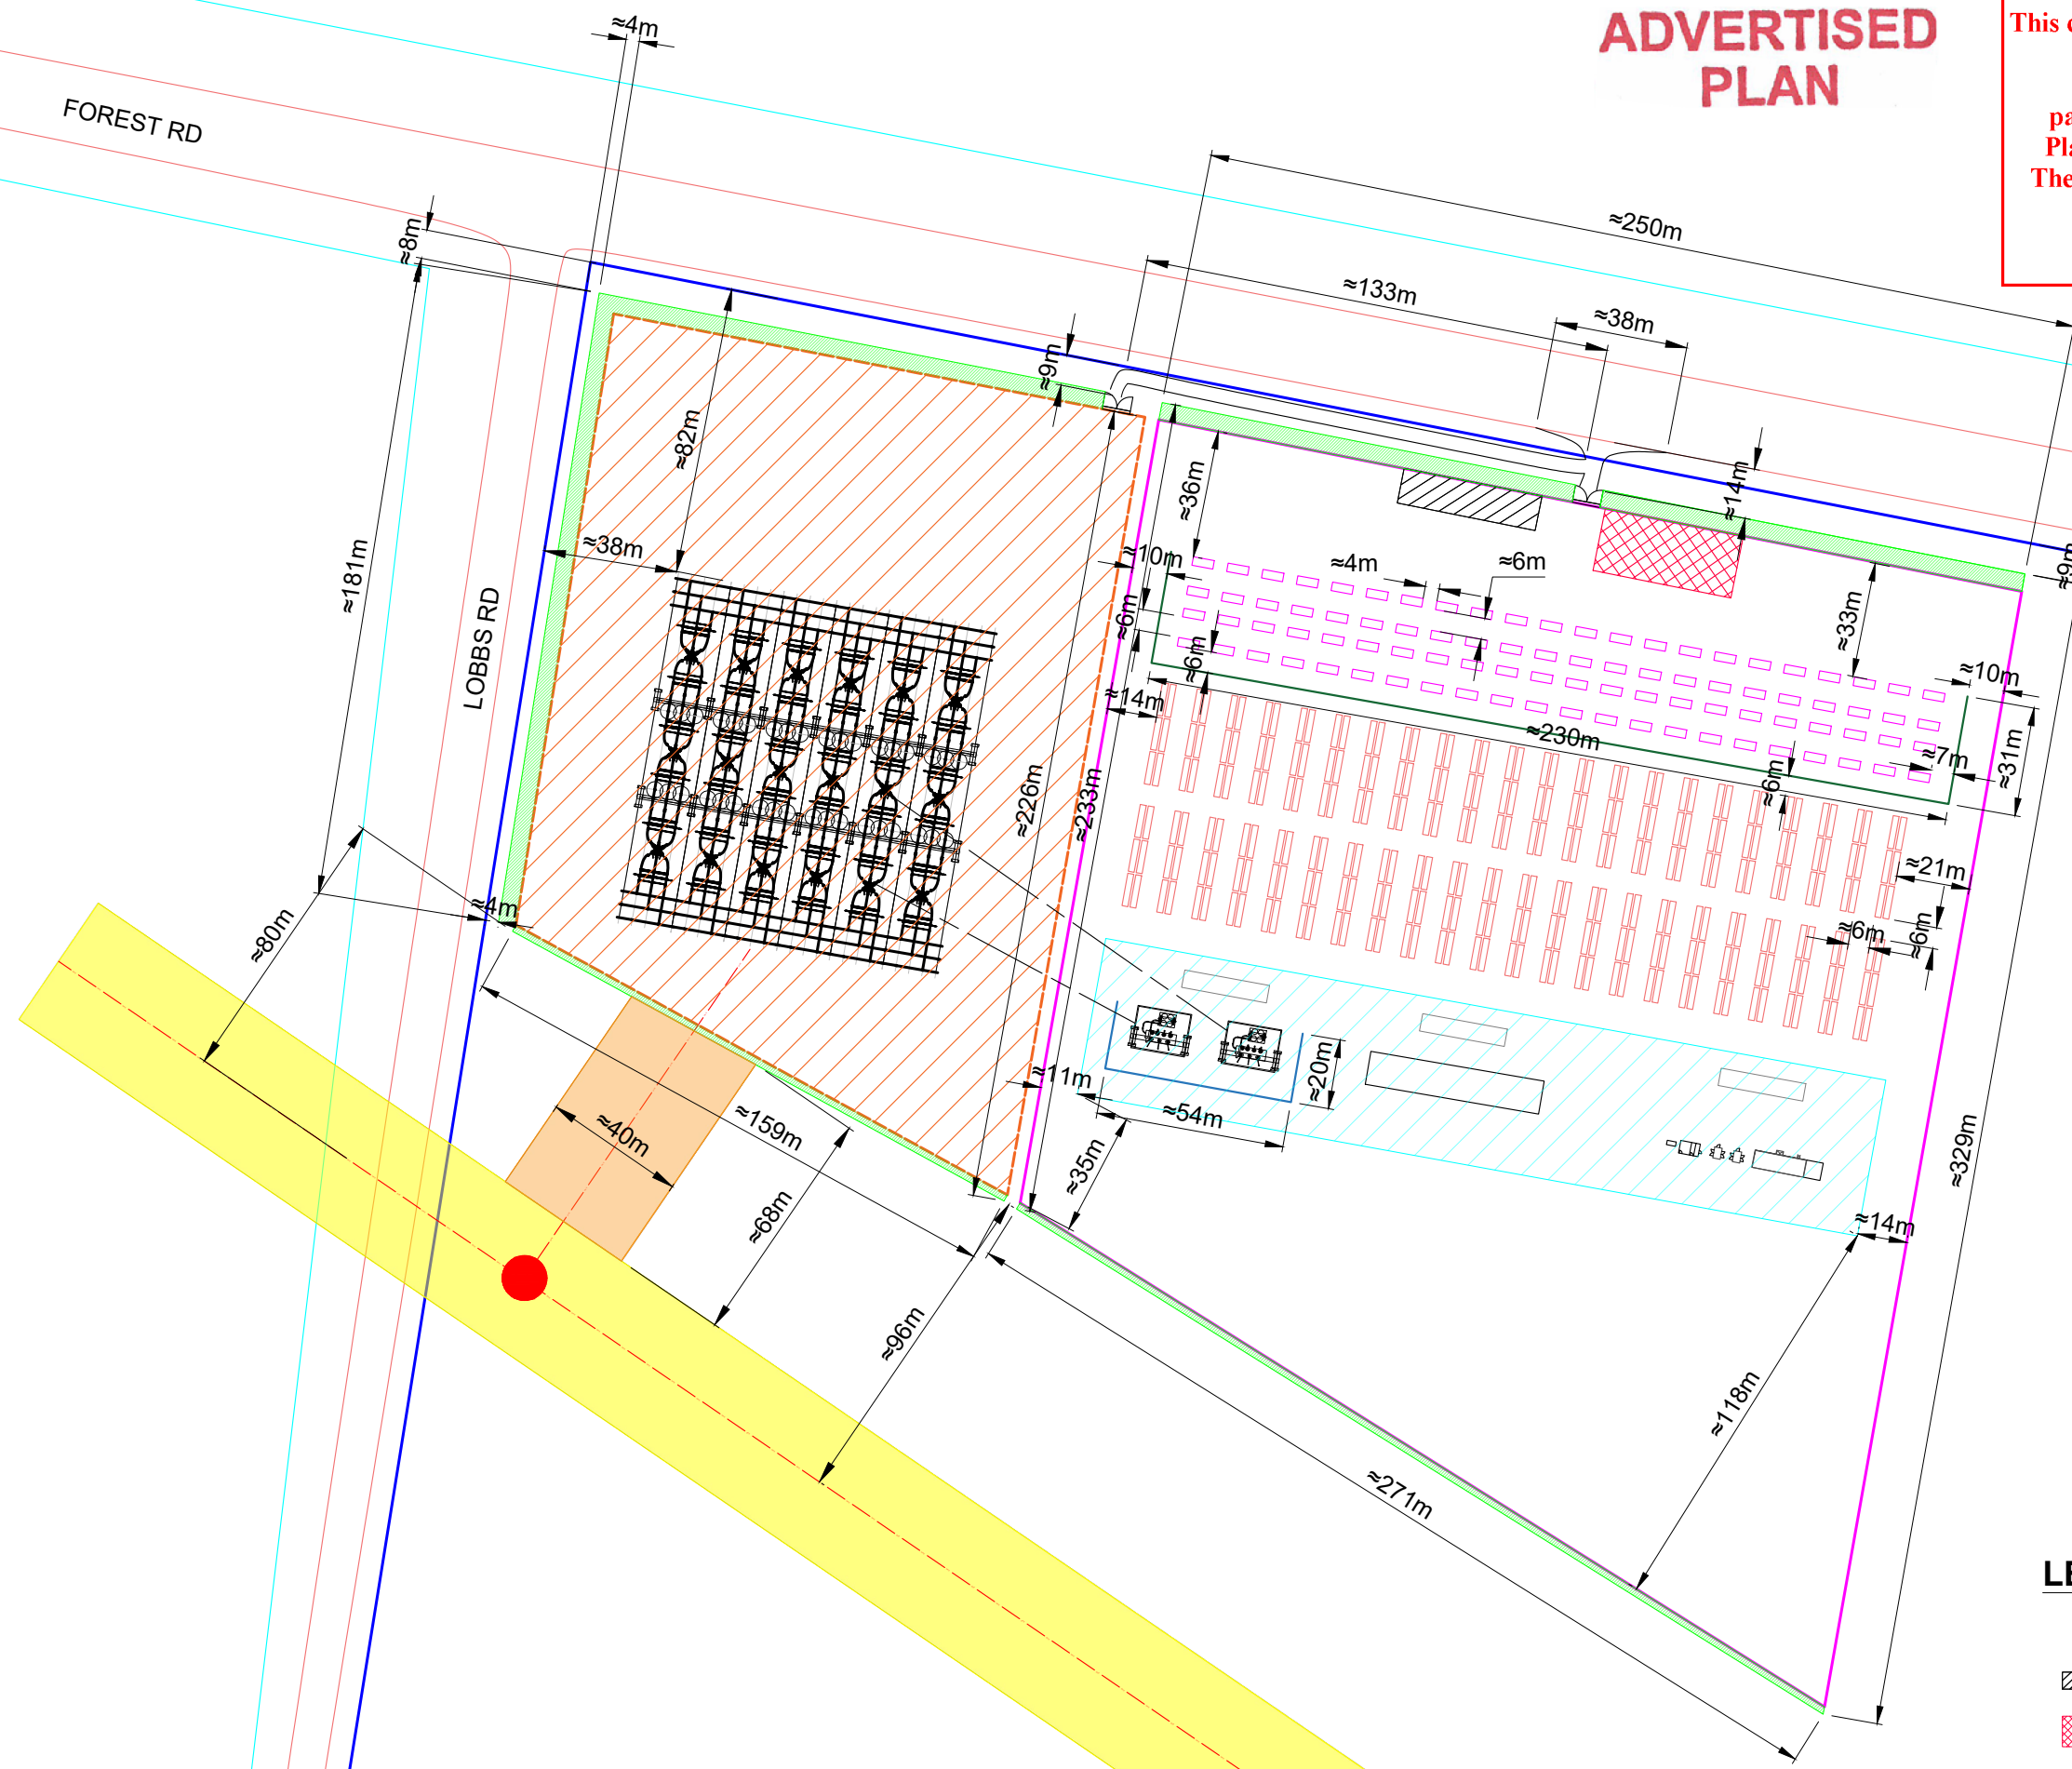 ≈4m
ADVERTISED
PLAN
This
Pla
The
FOREST RD
≈8m
≈250m
≈133m
≈38m
≈9m
≈82m
≈36m
≈14m
≈38m
≈10m
≈4m
≈6m
≈9m
≈181m
LOBBS RD
≈6m
≈6m
≈33m
≈10m
≈14m
≈230m
≈7m
≈31m
≈6m
≈226m
≈233m
≈21m
≈4m
≈6m
≈6m
≈80m
≈11m
≈20m
≈54m
≈159m
≈40m
≈35m
≈329m
≈68m
≈14m
≈96m
≈118m
≈271m
LE